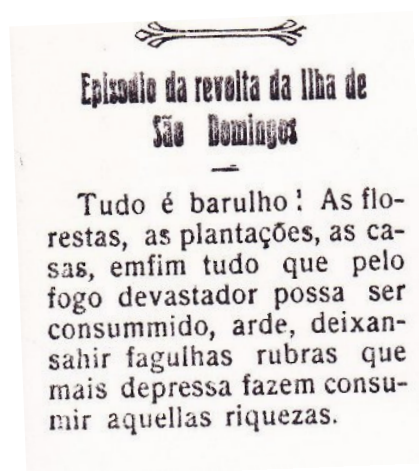 Episodio da revolta da Ilha de
São Domingos
Tudo é barulho! As flo-
restas, as plantações, as ca-
sas, emfim tudo que pelo
fogo devastador possa ser
consummido, arde, deixan-
sahir fagulhas rubras que
mais depressa fazem consu-
mir aquellas riquezas.